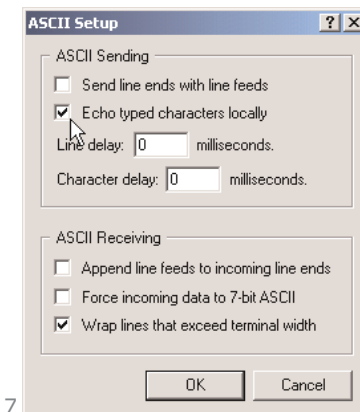 ASCII Setup
ASCII Sending
Send line ends with line feeds
Echo typed characters locally
Line delay: 0 milliseconds.
Character delay: 0 milliseconds.
ASCII Receiving
Append line feeds to incoming line ends
Force incoming data to 7-bit ASCII
Wrap lines that exceed terminal width
OK Cancel
7